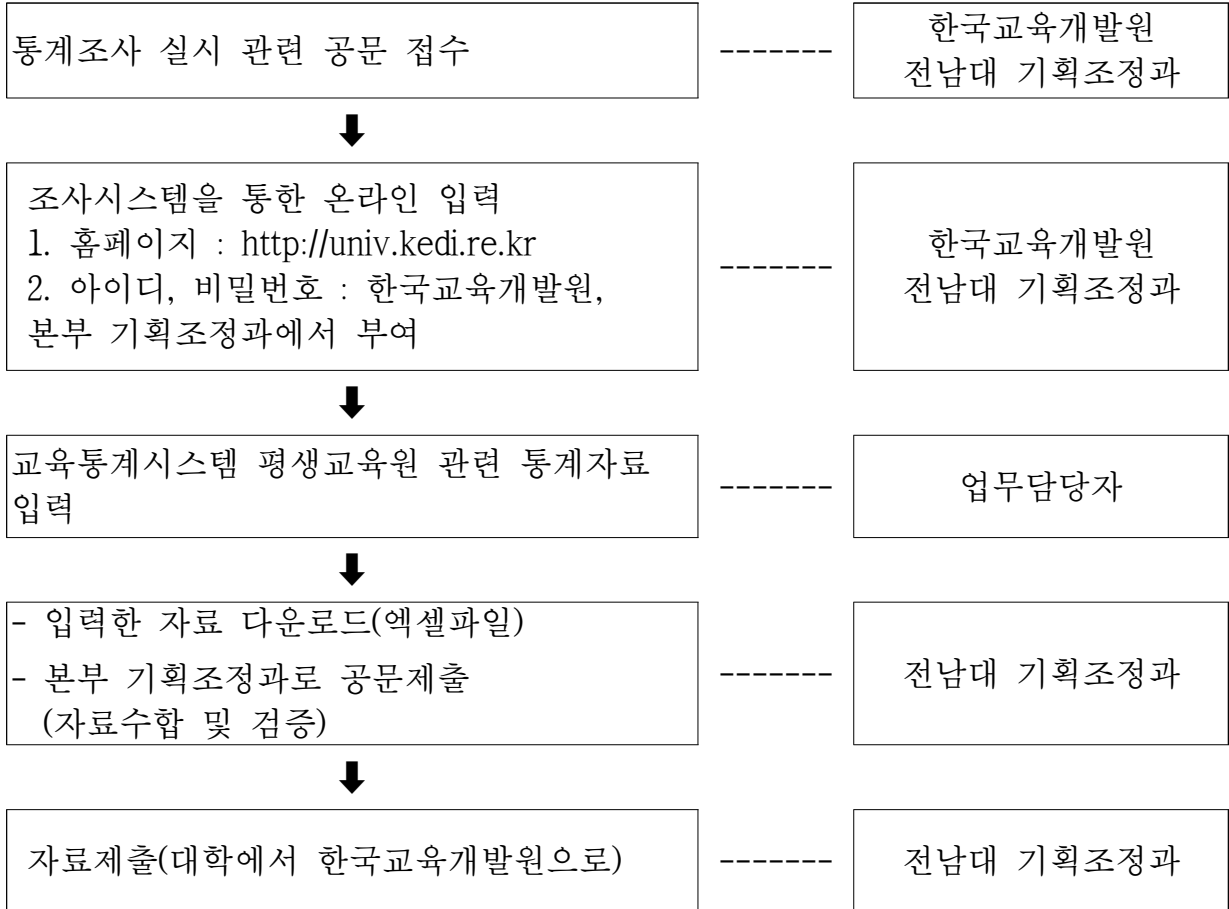 통계조사 실시 관련 공문 접수
-------
한국교육개발원
전남대 기획조정과
조사시스템을 통한 온라인 입력
1. 홈페이지 : http://univ.kedi.re.kr
2. 아이디, 비밀번호 : 한국교육개발원,
본부 기획조정과에서 부여
-------
한국교육개발원
전남대 기획조정과
교육통계시스템 평생교육원 관련 통계자료
입력
-------
업무담당자
- 입력한 자료 다운로드(엑셀파일)
- 본부 기획조정과로 공문제출
(자료수합 및 검증)
-------
전남대 기획조정과
자료제출(대학에서 한국교육개발원으로)
-------
전남대 기획조정과